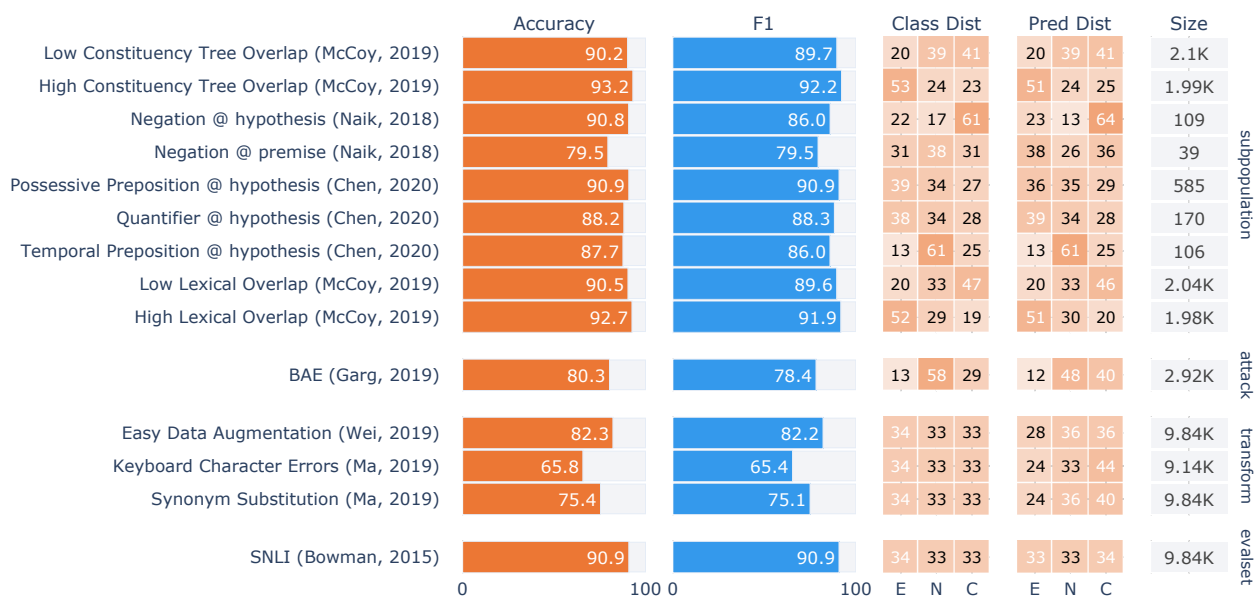 Accuracy F1 Class Dist Pred Dist Size
Low Constituency Tree Overlap (McCoy, 2019) 90.2 89.7 20 39 41 20 39 41 2.1K
High Constituency Tree Overlap (McCoy, 2019) 93.2 92.2 53 24 23 51 24 25 1.99K
Negation @ hypothesis (Naik, 2018) 90.8 86.0 22 17 61 23 13 64 109
Negation @ premise (Naik, 2018) 79.5 79.5 31 38 31 38 26 36 39
Possessive Preposition @ hypothesis (Chen, 2020) 90.9 90.9 39 34 27 36 35 29 585
Quantifier @ hypothesis (Chen, 2020) 88.2 88.3 38 34 28 39 34 28 170
Temporal Preposition @ hypothesis (Chen, 2020) 87.7 86.0 13 61 25 13 61 25 106
Low Lexical Overlap (McCoy, 2019) 90.5 89.6 20 33 47 20 33 46 2.04K
High Lexical Overlap (McCoy, 2019) 92.7 91.9 52 29 19 51 30 20 1.98K
subpopulation
BAE (Garg, 2019) 80.3 78.4 13 58 29 12 48 40 2.92K
attack
Easy Data Augmentation (Wei, 2019) 82.3 82.2 34 33 33 28 36 36 9.84K
Keyboard Character Errors (Ma, 2019) 65.8 65.4 34 33 33 24 33 44 9.14K
Synonym Substitution (Ma, 2019) 75.4 75.1 34 33 33 24 36 40 9.84K
transform
SNLI (Bowman, 2015) 90.9 90.9 34 33 33 33 33 34 9.84K
evalset
0 100 0 100 E N C E N C